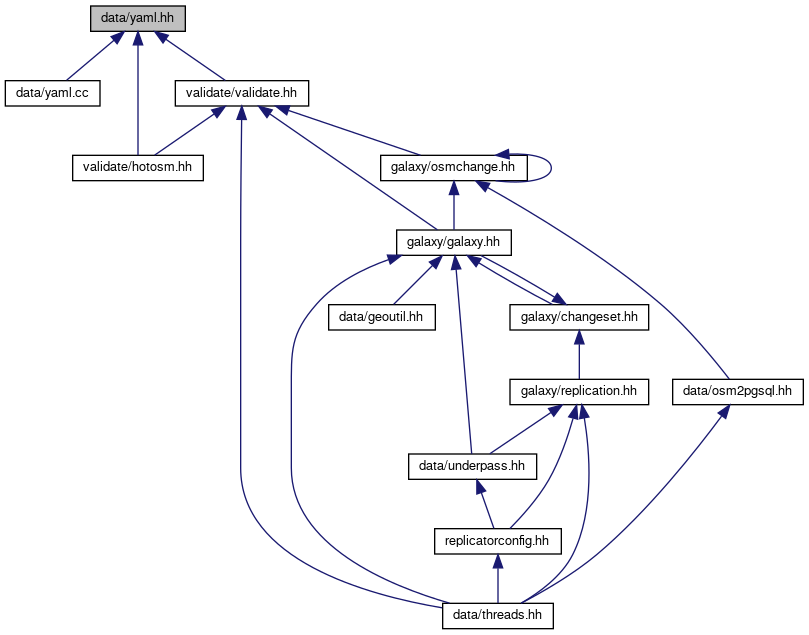 data/yaml.hh
data/yaml.cc
validate/validate.hh
validate/hotosm.hh
galaxy/osmchange.hh
galaxy/galaxy.hh
data/geoutil.hh
galaxy/changeset.hh
galaxy/replication.hh
data/osm2pgsql.hh
data/underpass.hh
replicatorconfig.hh
data/threads.hh